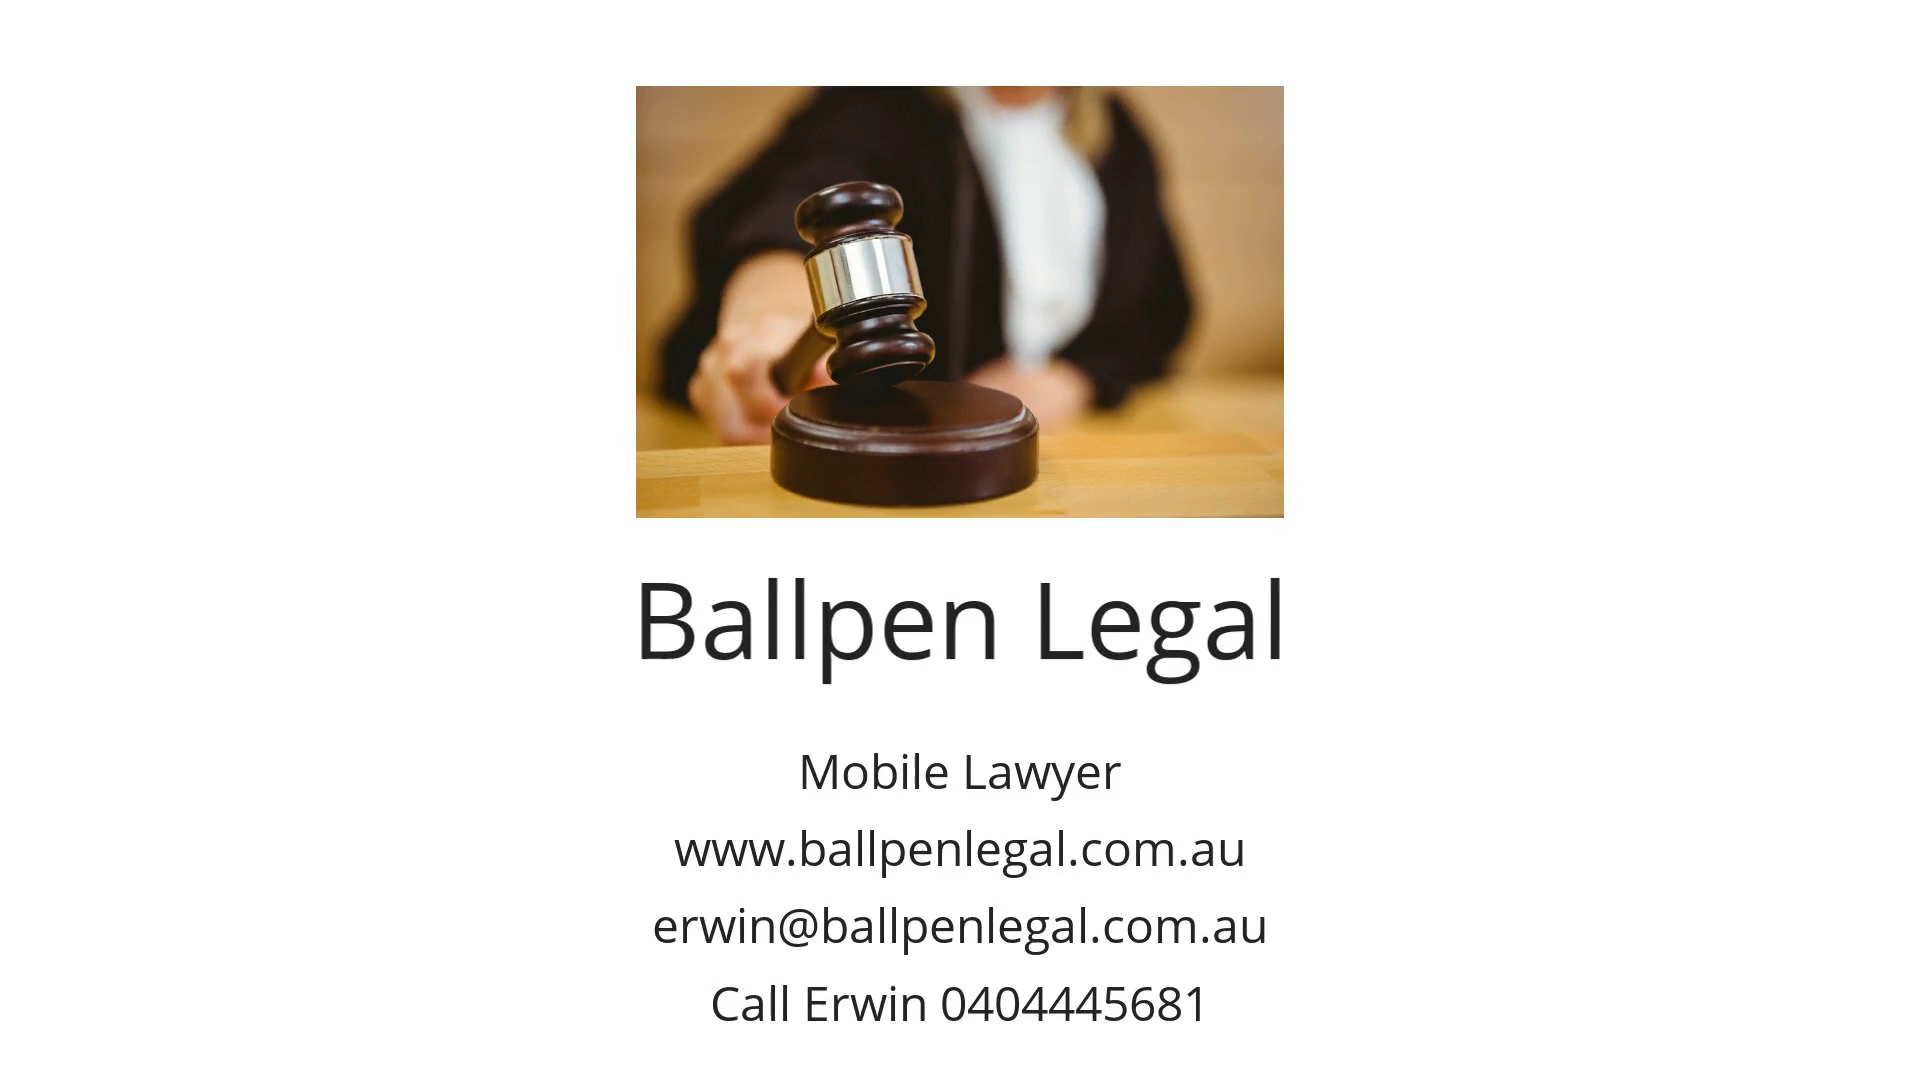 Ballpen Legal
Mobile Lawyer
www.ballpenlegal.com.au
erwin@ballpenlegal.com.au
Call Erwin 0404445681